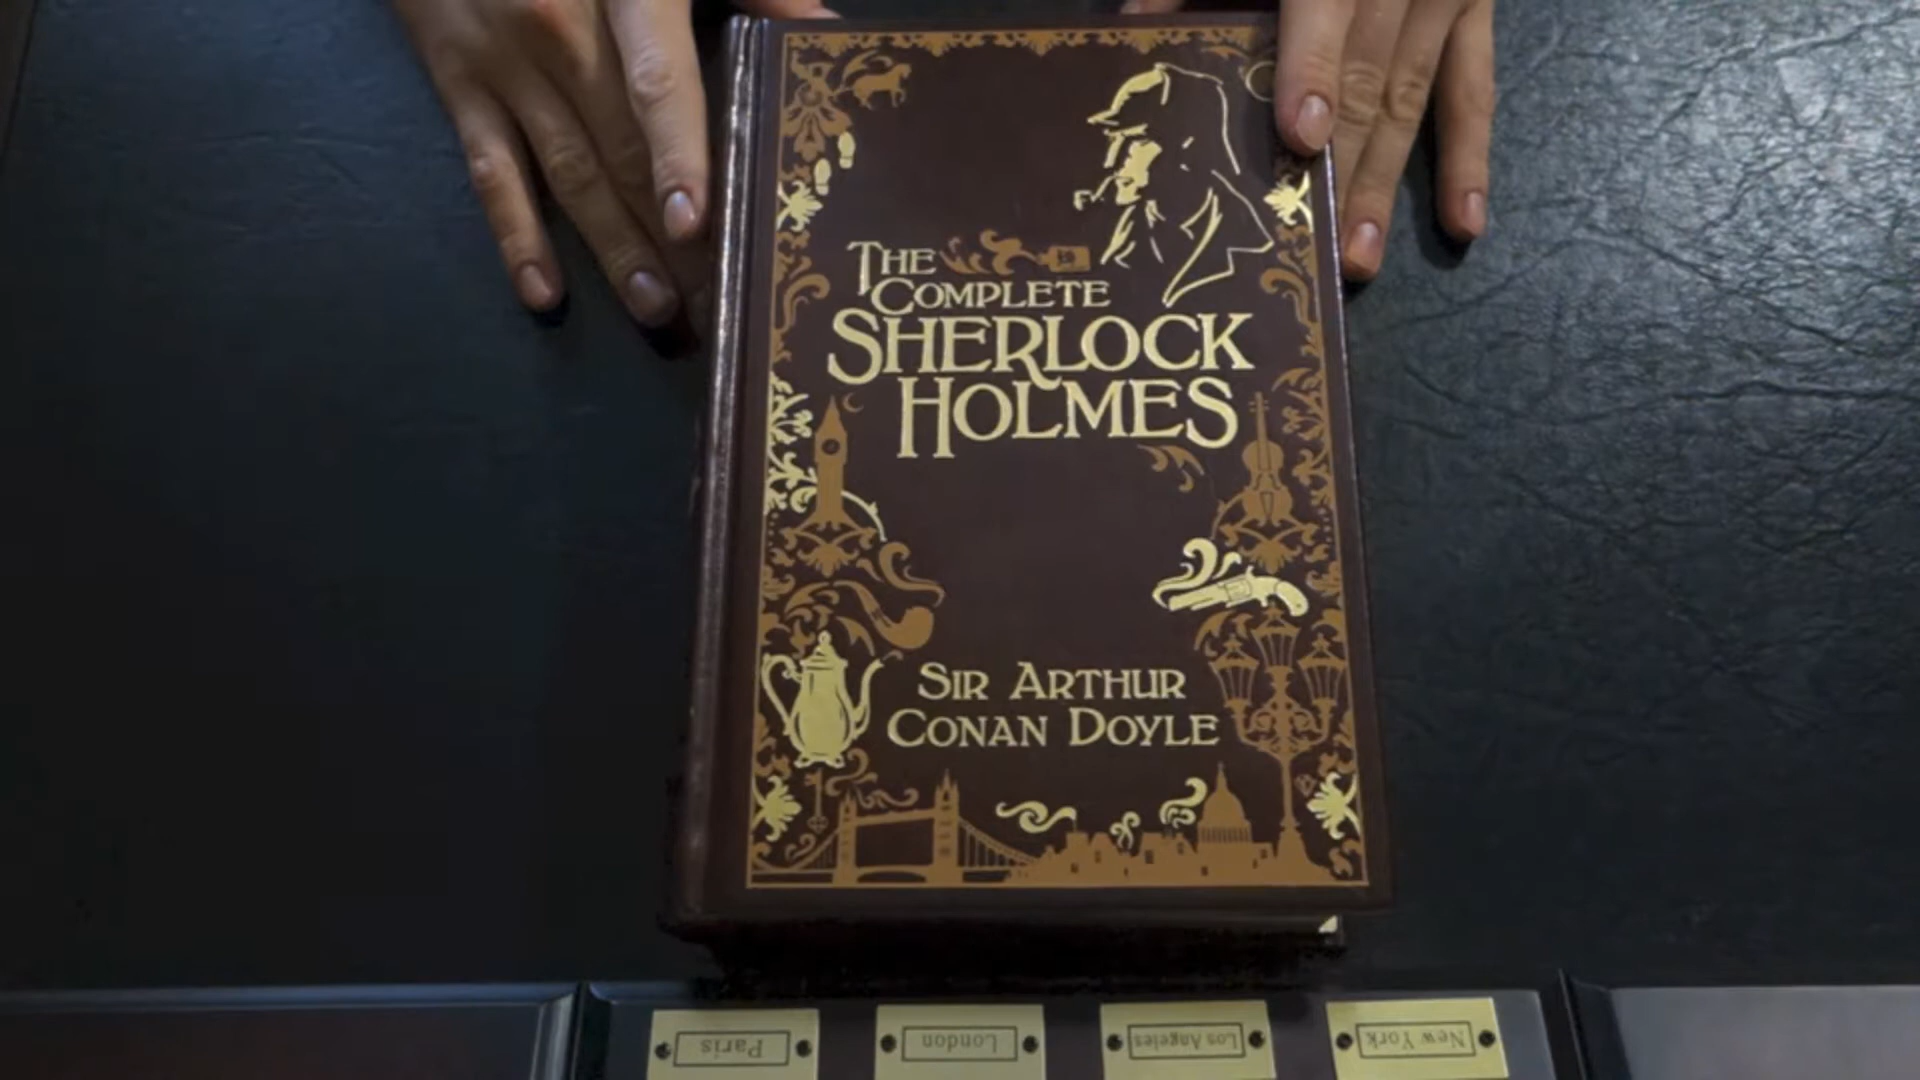 THE
COMPLETE
SHERLOCK
HOLMES
SIR ARTHUR
CONAN DOYLE
Paris
London
Los Angeles
New York